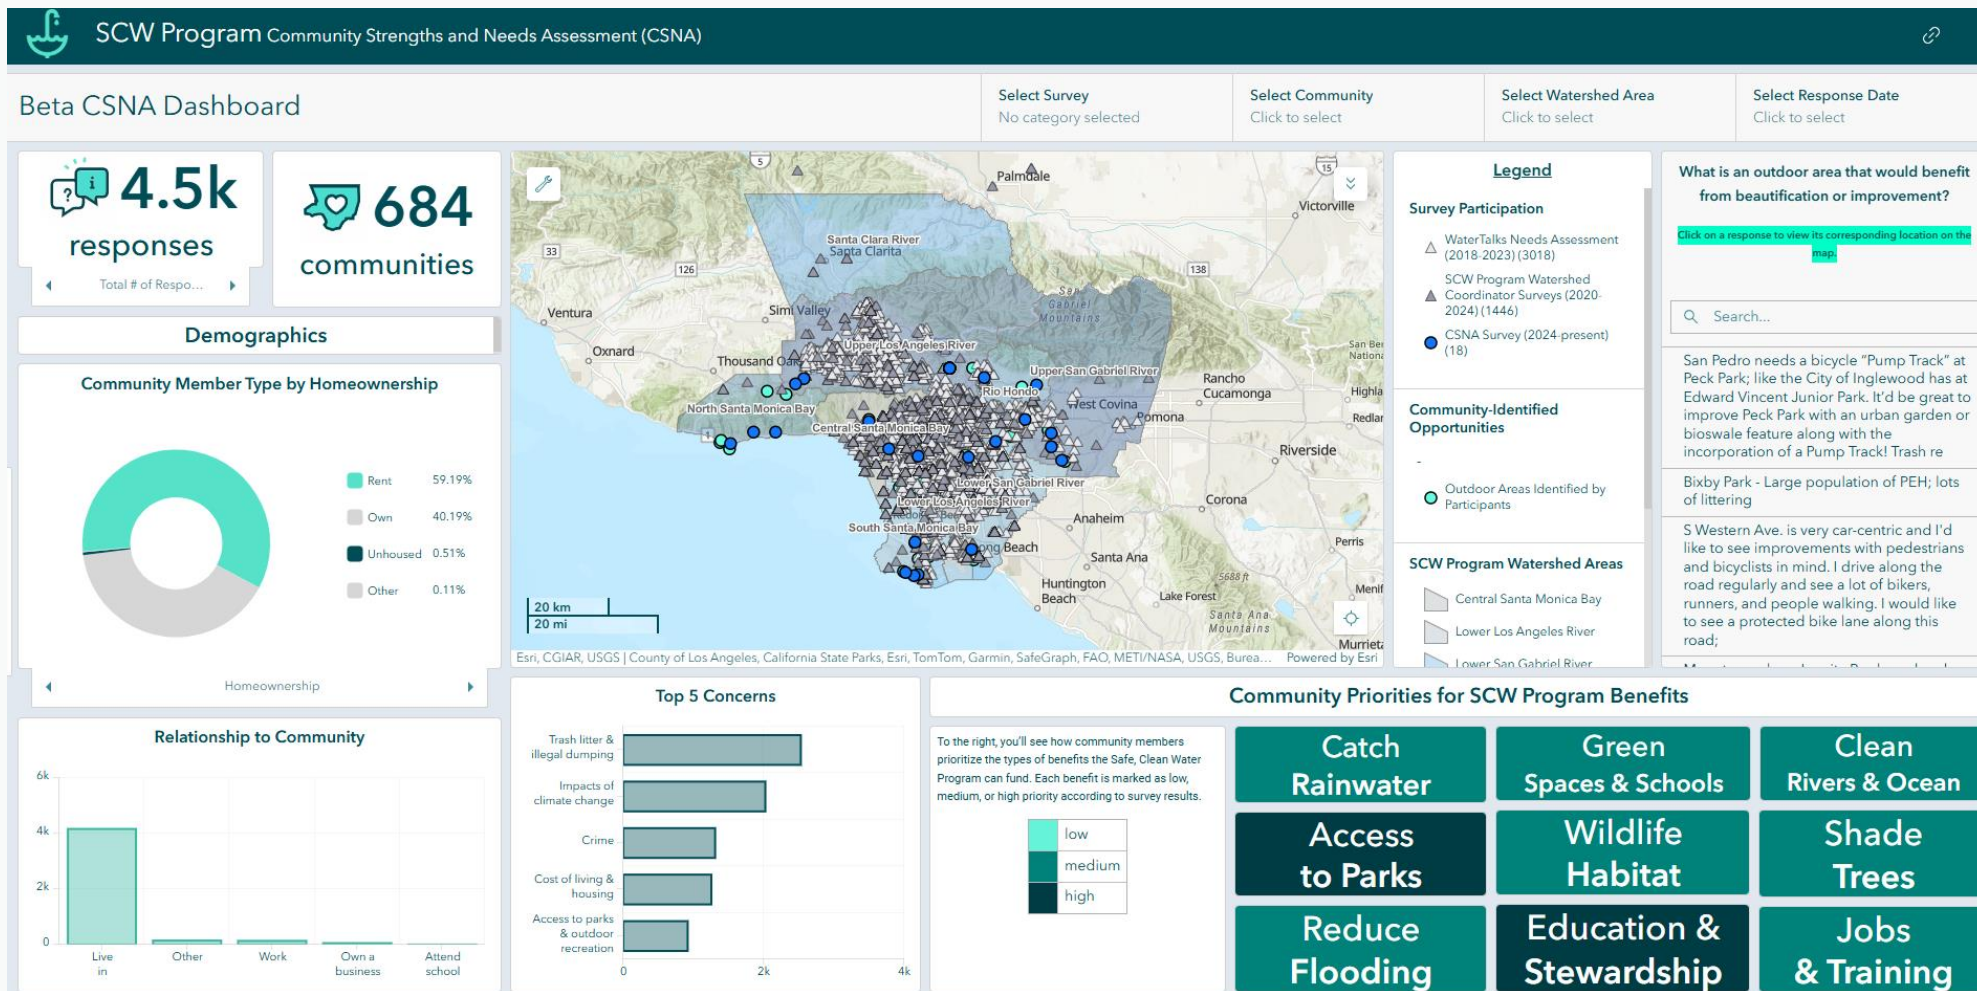 SCW Program Community Strengths and Needs Assessment (CSNA)
Beta CSNA Dashboard
Select Survey
No category selected
Select Community
Click to select
Select Watershed Area
Click to select
Select Response Date
Click to select
? i 4.5k
responses
Total # of Respo...
684
communities
Demographics
Community Member Type by Homeownership
Rent 59.19%
Own 40.19%
Unhoused 0.51%
Other 0.11%
Homeownership
Relationship to Community
6k
4k
2k
0
Live
in
Other
Work
Own a
business
Attend
school
5
Palmdale
15
Victorville
Santa Clara River
Santa Clarita
33
126
138
San
Gabriel
Mountains
Ventura
Simi Valley
Oxnard
Thousand Oak
Upper Los Angeles River
Upper San Gabriel River
San Ber
Nationa
Rio Hondo
Rancho
Cucamonga
Highla
North Santa Monica Bay
West Covina
Pomona
Redlar
1
Central Santa Monica Bay
Riverside
Lower San Gabriel River
Lower Los Angeles River
Corona
South Santa Monica Bay
Anaheim
ong Beach
Santa Ana
Perris
Huntington
Beach
Lake Forest
5688 ft
Menif
Santa Ana
Mountains
Murrieta
20 km
20 mi
Esri, CGIAR, USGS | County of Los Angeles, California State Parks, Esri, TomTom, Garmin, SafeGraph, FAO, METI/NASA, USGS, Burea... Powered by Esri
Legend
Survey Participation
WaterTalks Needs Assessment
(2018-2023) (3018)
SCW Program Watershed
Coordinator Surveys (2020-
2024) (1446)
CSNA Survey (2024-present)
(18)
Community-Identified
Opportunities
-
Outdoor Areas Identified by
Participants
SCW Program Watershed Areas
Central Santa Monica Bay
Lower Los Angeles River
Lower San Gabriel River
What is an outdoor area that would benefit
from beautification or improvement?
Click on a response to view its corresponding location on the
map.
Search...
San Pedro needs a bicycle “Pump Track” at
Peck Park; like the City of Inglewood has at
Edward Vincent Junior Park. It'd be great to
improve Peck Park with an urban garden or
bioswale feature along with the
incorporation of a Pump Track! Trash re
Bixby Park - Large population of PEH; lots
of littering
S Western Ave. is very car-centric and I'd
like to see improvements with pedestrians
and bicyclists in mind. I drive along the
road regularly and see a lot of bikers,
runners, and people walking. I would like
to see a protected bike lane along this
road;
Top 5 Concerns
Trash litter &
illegal dumping
Impacts of
climate change
Crime
Cost of living &
housing
Access to parks
& outdoor
recreation
0
2k
4k
Community Priorities for SCW Program Benefits
To the right, you'll see how community members
prioritize the types of benefits the Safe, Clean Water
Program can fund. Each benefit is marked as low,
medium, or high priority according to survey results.
low
medium
high
Catch
Rainwater
Green
Spaces & Schools
Clean
Rivers & Ocean
Access
to Parks
Wildlife
Habitat
Shade
Trees
Reduce
Flooding
Education &
Stewardship
Jobs
& Training